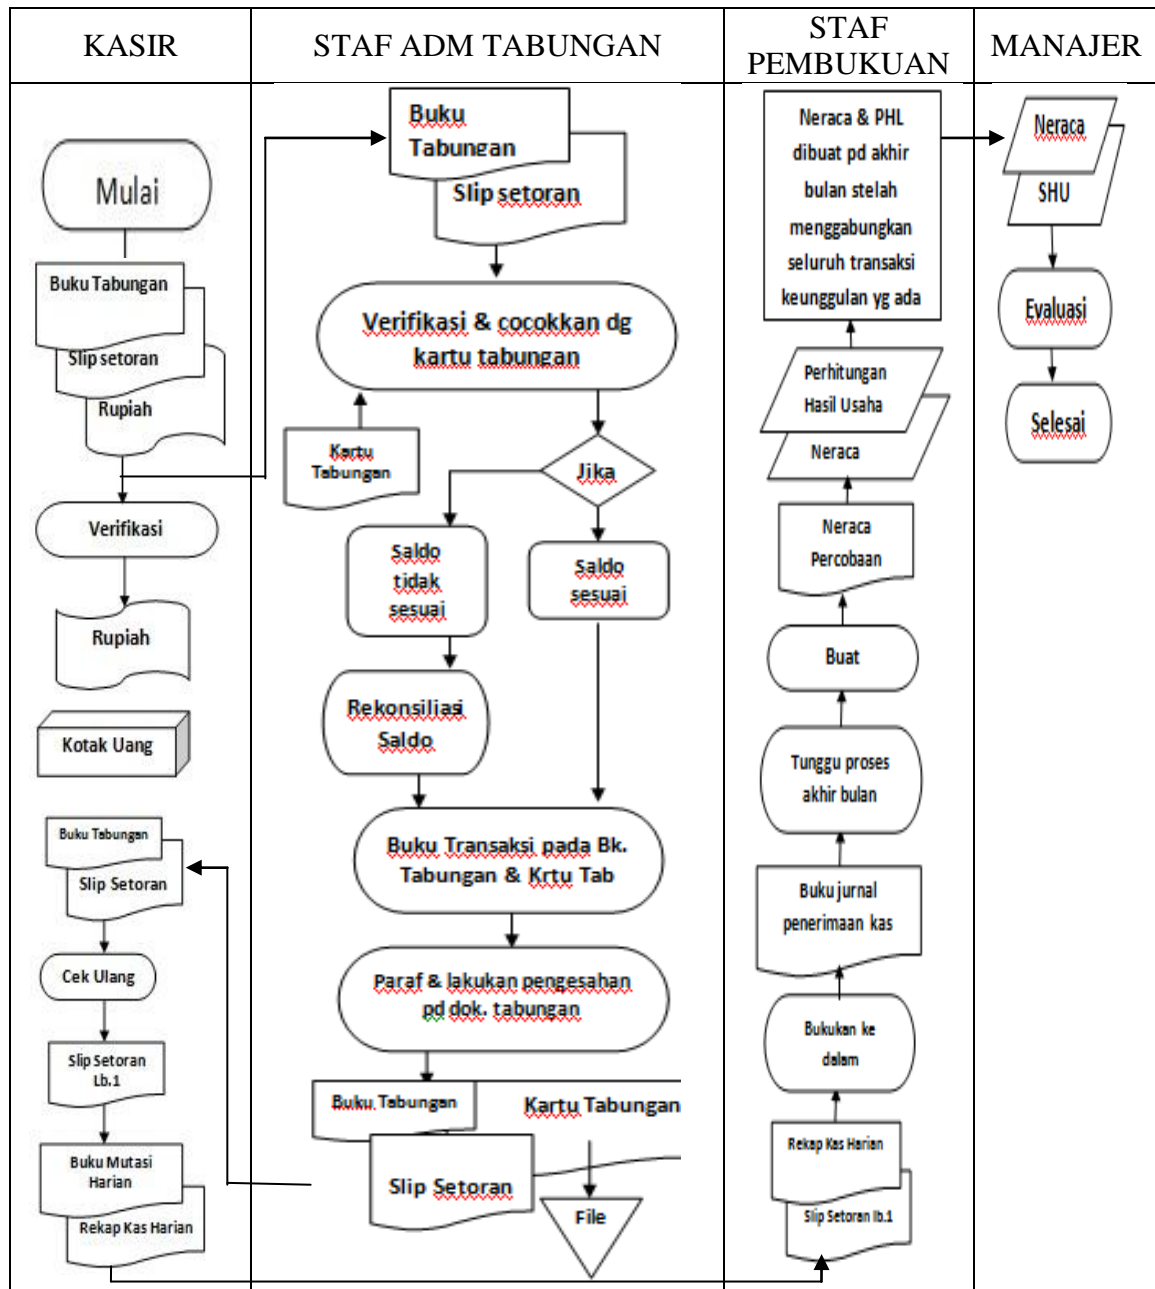 KASIR
STAF ADM TABUNGAN
STAF
PEMBUKUAN
MANAJER
Mulai
Buku Tabungan
Slip setoran
Rupiah
Verifikasi
Rupiah
Kotak Uang
Buku Tabungan
Slip Setoran
Cek Ulang
Slip Setoran
Lb.1
Buku Mutasi
Harian
Rekap Kas Harian
Buku
Tabungan
Slip setoran
Verifikasi & cocokkan dg
kartu tabungan
Kartu
Tabungan
Jika
Saldo
tidak
sesuai
Saldo
sesuai
Rekonsiliasi
Saldo
Buku Transaksi pada Bk.
Tabungan & Krtu Tab
Paraf & lakukan pengesahan
pd dok. tabungan
Buku Tabungan
Kartu Tabungan
Slip Setoran
File
Neraca & PHL
dibuat pd akhir
bulan stelah
menggabungkan
seluruh transaksi
keunggulan yg ada
Perhitungan
Hasil Usaha
Neraca
Neraca
Percobaan
Buat
Tunggu proses
akhir bulan
Buku jurnal
penerimaan kas
Bukukan ke
dalam
Rekap Kas Harian
Slip Setoran lb.1
Neraca
SHU
Evaluasi
Selesai